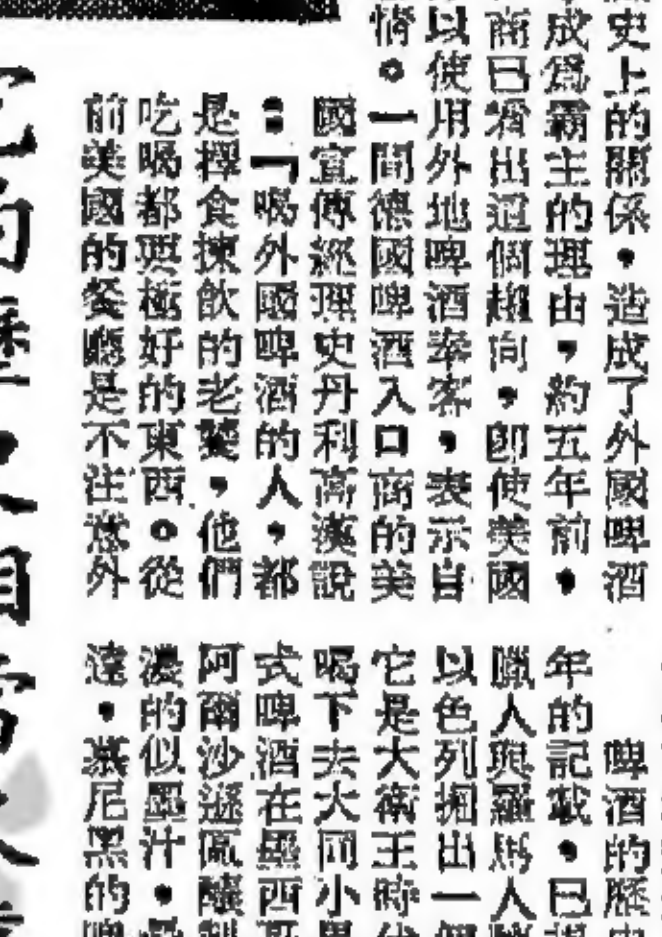 史上的關係，造成了外國啤酒
成為霸主的理由，約五年前，
商已看出這個趨向，即使美國
以使用外地啤酒奉客，表示自
情。一間德國啤酒入口商的美
國宣傳經理史丹利高漢說
：「喝外國啤酒的人，都
是擇食揀飲的老饕，他們
吃喝都要極好的東西。從
前美國的餐廳是不注意外
啤酒的歷史
年的記載，已
臘人與羅馬人
以色列掘出一個
它是大衛王時代
喝下去大同小異
式啤酒在墨西哥
阿爾沙遜區釀製
濃的似墨汁，
達，慕尼黑的啤